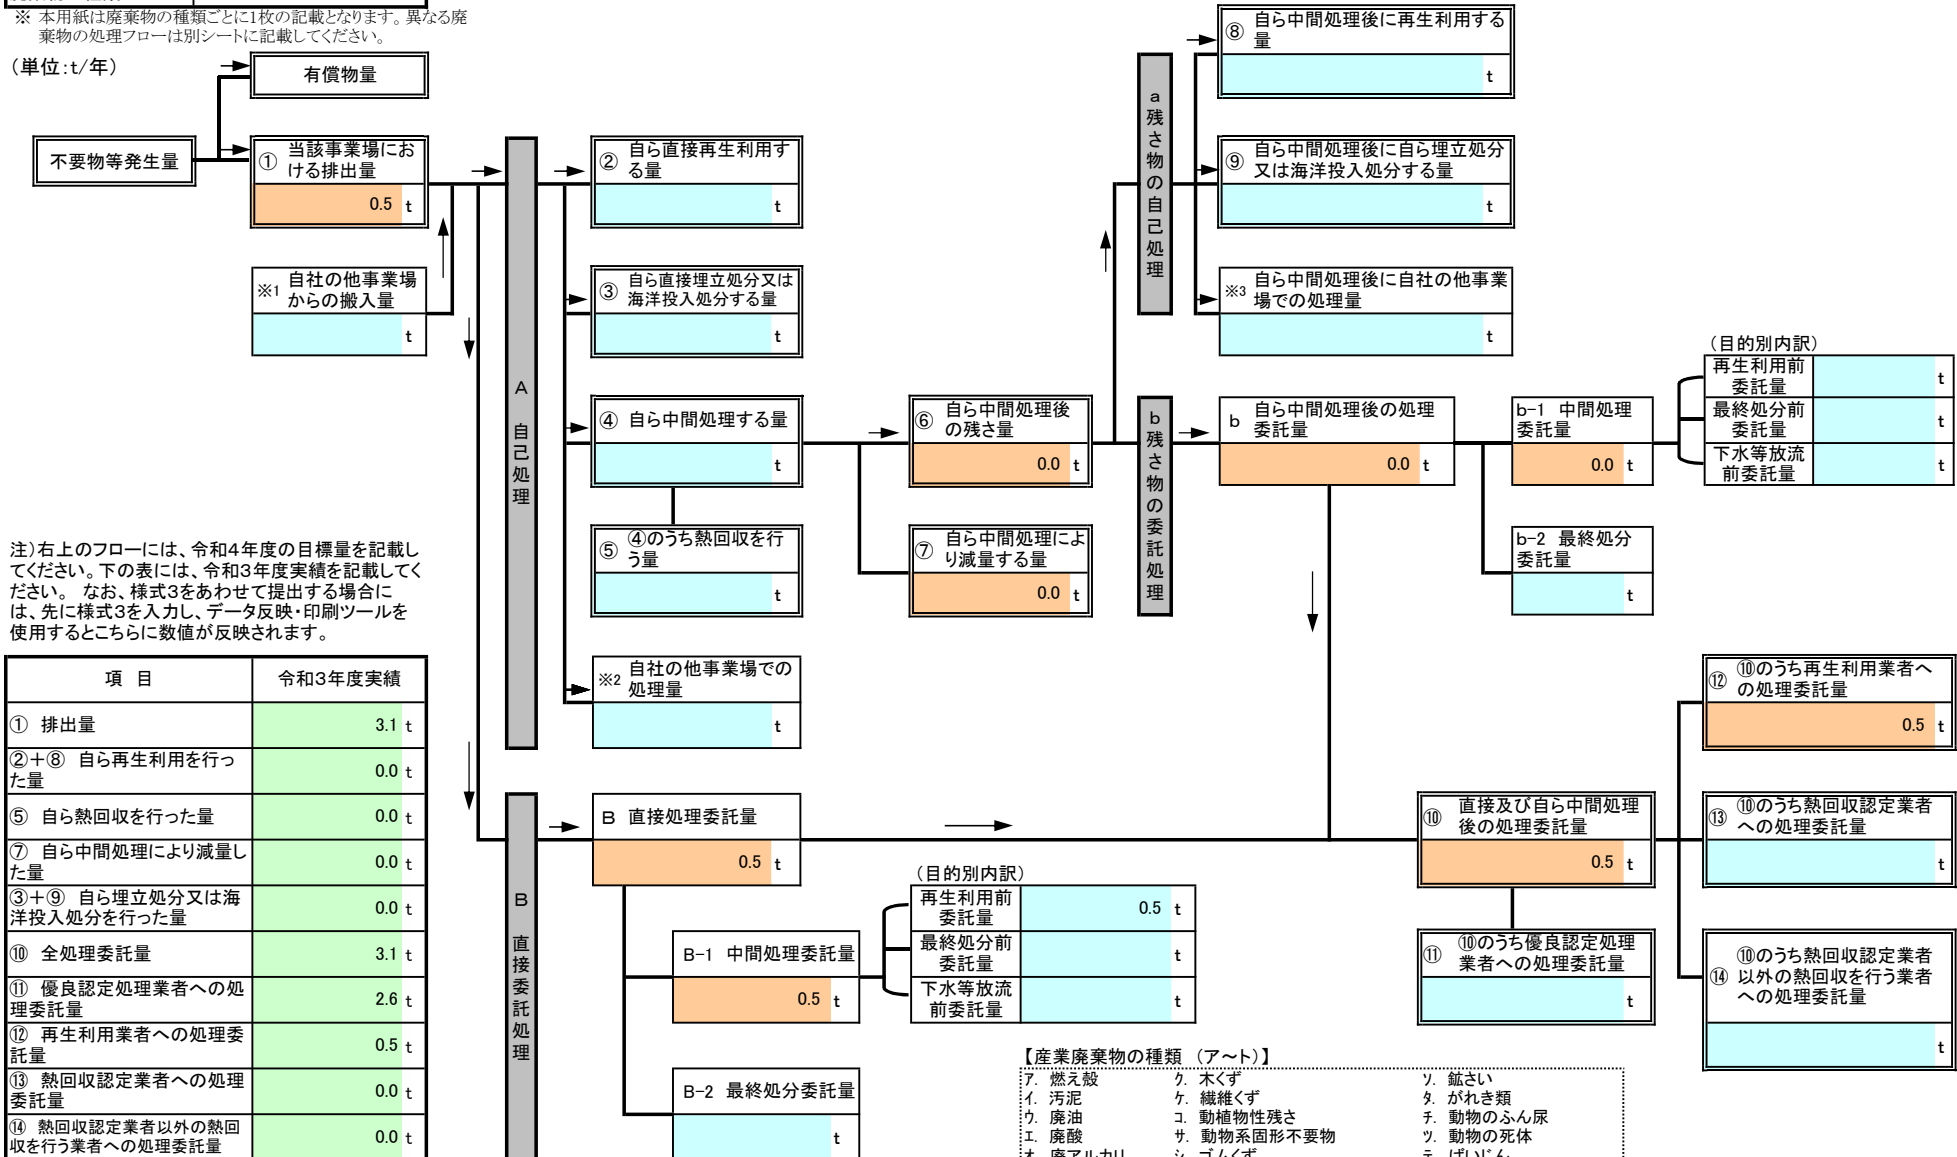 ※ 本用紙は廃棄物の種類ごとに1枚の記載となります。異なる廃
棄物の処理フローは別シートに記載してください。
(単位:t/年)
有償物量
不要物等発生量
① 当該事業場にお
ける排出量
0.5 t
※1 自社の他事業場
からの搬入量
t
A 自己処理
② 自ら直接再生利用す
る量
t
③ 自ら直接埋立処分又は
海洋投入処分する量
t
④ 自ら中間処理する量
t
⑤ ④のうち熱回収を行
う量
t
※2 自社の他事業場での
処理量
t
⑥ 自ら中間処理後
の残さ量
0.0 t
⑦ 自ら中間処理によ
り減量する量
0.0 t
a 残さ物の自己処理
⑧ 自ら中間処理後に再生利用する
量
t
⑨ 自ら中間処理後に自ら埋立処分
又は海洋投入処分する量
t
※3 自ら中間処理後に自社の他事業
場での処理量
t
b 残さ物の委託処理
b 自ら中間処理後の処理
委託量
0.0 t
b-1 中間処理
委託量
0.0 t
(目的別内訳)
再生利用前
委託量
t
最終処分前
委託量
t
下水等放流
前委託量
t
b-2 最終処分
委託量
t
注)右上のフローには、令和4年度の目標量を記載し
てください。下の表には、令和3年度実績を記載してく
ださい。 なお、様式3をあわせて提出する場合に
は、先に様式3を入力し、データ反映・印刷ツールを
使用するとこちらに数値が反映されます。
項 目 令和3年度実績
① 排出量 3.1 t
②+⑧ 自ら再生利用を行っ
た量 0.0 t
⑤ 自ら熱回収を行った量 0.0 t
⑦ 自ら中間処理により減量し
た量 0.0 t
③+⑨ 自ら埋立処分又は海
洋投入処分を行った量 0.0 t
⑩ 全処理委託量 3.1 t
⑪ 優良認定処理業者への処
理委託量 2.6 t
⑫ 再生利用業者への処理委
託量 0.5 t
⑬ 熱回収認定業者への処理
委託量 0.0 t
⑭ 熱回収認定業者以外の熱回
収を行う業者への処理委託量 0.0 t
B 直接委託処理
B 直接処理委託量
0.5 t
B-1 中間処理委託量
0.5 t
(目的別内訳)
再生利用前
委託量
0.5 t
最終処分前
委託量
t
下水等放流
前委託量
t
B-2 最終処分委託量
t
⑩ 直接及び自ら中間処理
後の処理委託量
0.5 t
⑪ ⑩のうち優良認定処理
業者への処理委託量
t
⑫ ⑩のうち再生利用業者へ
の処理委託量
0.5 t
⑬ ⑩のうち熱回収認定業者
への処理委託量
t
⑭ ⑩のうち熱回収認定業者
以外の熱回収を行う業者
への処理委託量
t
【産業廃棄物の種類 (ア~ト)】
ア. 燃え殻 ク. 木くず ソ. 鉱さい
イ. 汚泥 ケ. 繊維くず タ. がれき類
ウ. 廃油 コ. 動植物性残さ チ. 動物のふん尿
エ. 廃酸 サ. 動物系固形不要物 ツ. 動物の死体
オ. 廃アルカリ シ. ゴムくず テ. ばいじん